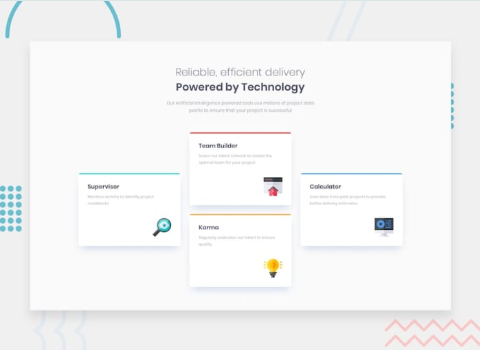 Reliable, efficient delivery
Powered by Technology
Our Artificial Intelligence powered tools use millions of project data
points to ensure that your project is successful
Team Builder
Scans our talent network to create the
optimal team for your project
Supervisor
Monitors activity to identify project
roadblocks
Calculator
Uses data from past projects to provide
better delivery estimates
Karma
Regularly evaluates our talent to ensure
quality